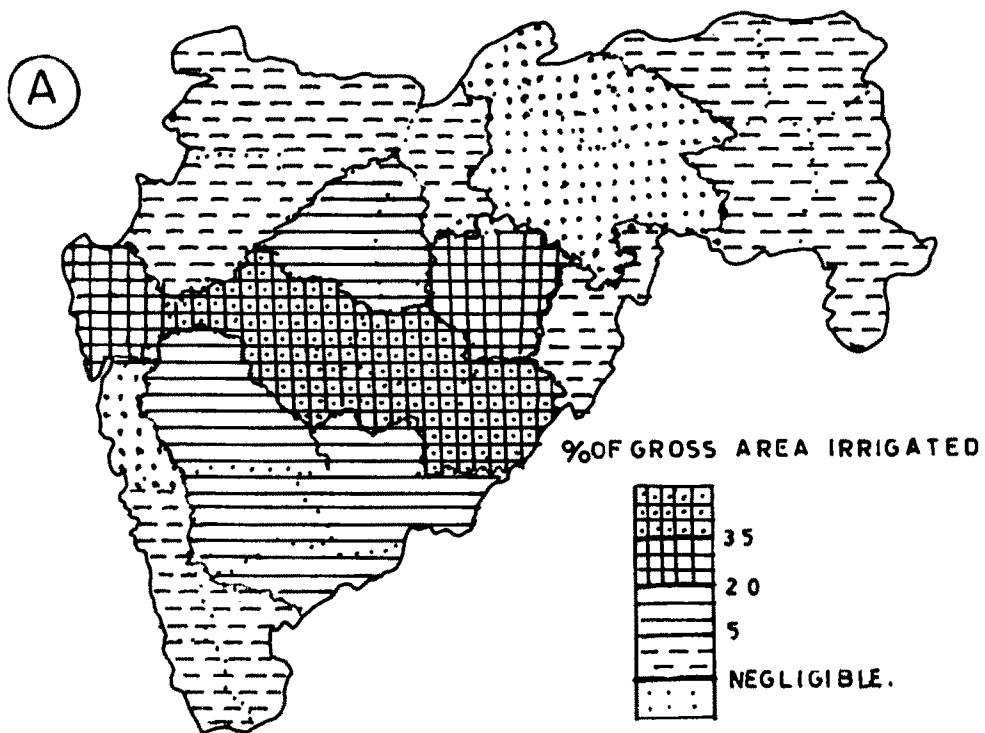 A
%OF GROSS AREA IRRIGATED
35
20
5
NEGLIGIBLE.